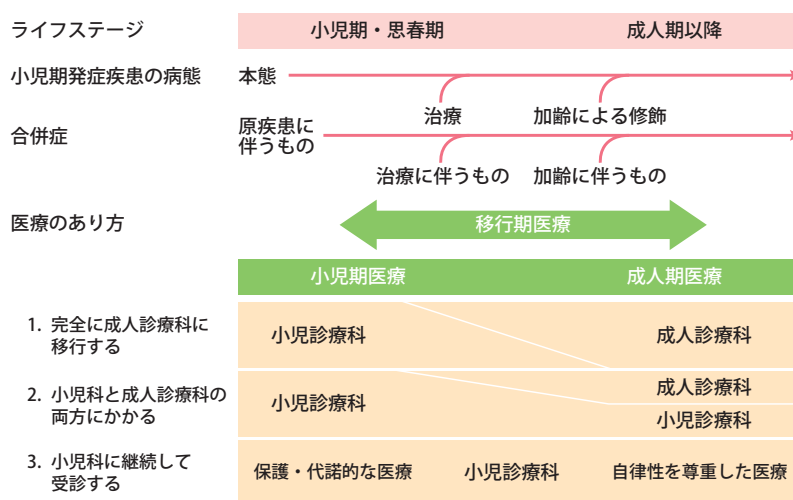 ライフステージ 小児期・思春期 成人期以降
小児期発症疾患の病態 本態
治療 加齢による修飾
合併症 原疾患に
伴うもの
治療に伴うもの 加齢に伴うもの
医療のあり方 移行期医療
小児期医療 成人期医療
1. 完全に成人診療科に
移行する
小児診療科 成人診療科
2. 小児科と成人診療科の
両方にかかる
小児診療科 成人診療科
小児診療科
3. 小児科に継続して
受診する
保護・代諾的な医療 小児診療科 自律性を尊重した医療